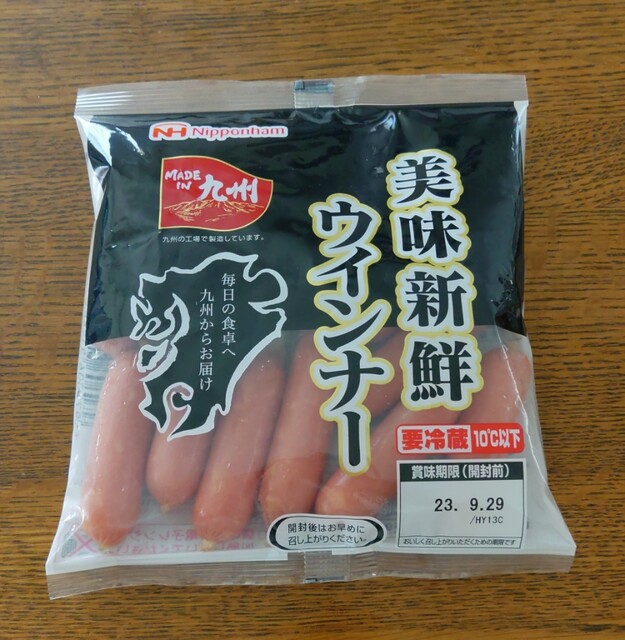 NH Nipponham
MADE IN 九州
九州の工場で製造しています。
美味新鮮
ウインナー
毎日の食卓へ
九州からお届け
要冷蔵 10℃以下
賞味期限(開封前)
23. 9.29
/HY13C
おいしく召し上がりいただくための期限です
開封後はお早めに
召し上がりください。